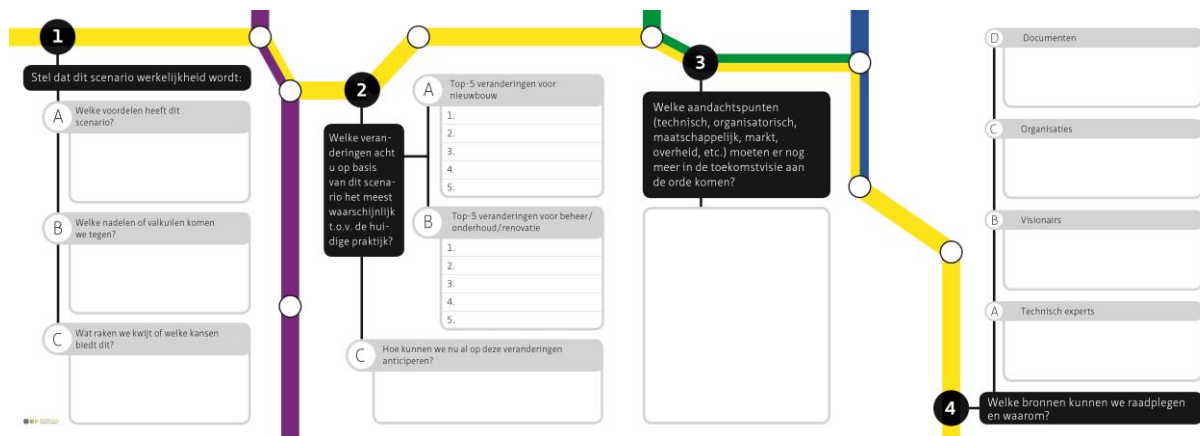 1
Stel dat dit scenario werkelijkheid wordt:
A
Welke voordelen heeft dit
scenario?
B
Welke nadelen of valkuilen komen
we tegen?
C
Wat raken we kwijt of welke kansen
biedt dit?
2
Welke veran-
deringen acht
u op basis
van dit scena-
rio het meest
waarschijnlijk
t.o.v. de hui-
dige praktijk?
A
Top-5 veranderingen voor
nieuwbouw
1.
2.
3.
4.
5.
B
Top-5 veranderingen voor beheer/
onderhoud/renovatie
1.
2.
3.
4.
5.
C
Hoe kunnen we nu al op deze veranderingen
anticiperen?
3
Welke aandachtspunten
(technisch, organisatorisch,
maatschappelijk, markt,
overheid, etc.) moeten er nog
meer in de toekomstvisie aan
de orde komen?
D
Documenten
C
Organisaties
B
Visionairs
A
Technisch experts
4
Welke bronnen kunnen we raadplegen
en waarom?